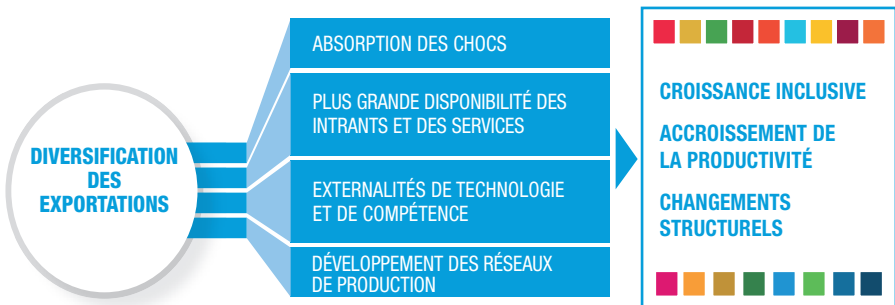 DIVERSIFICATION
DES
EXPORTATIONS
ABSORPTION DES CHOCS
PLUS GRANDE DISPONIBILITÉ DES
INTRANTS ET DES SERVICES
EXTERNALITÉS DE TECHNOLOGIE
ET DE COMPÉTENCE
DÉVELOPPEMENT DES RÉSEAUX
DE PRODUCTION
CROISSANCE INCLUSIVE
ACCROISSEMENT DE
LA PRODUCTIVITÉ
CHANGEMENTS
STRUCTURELS